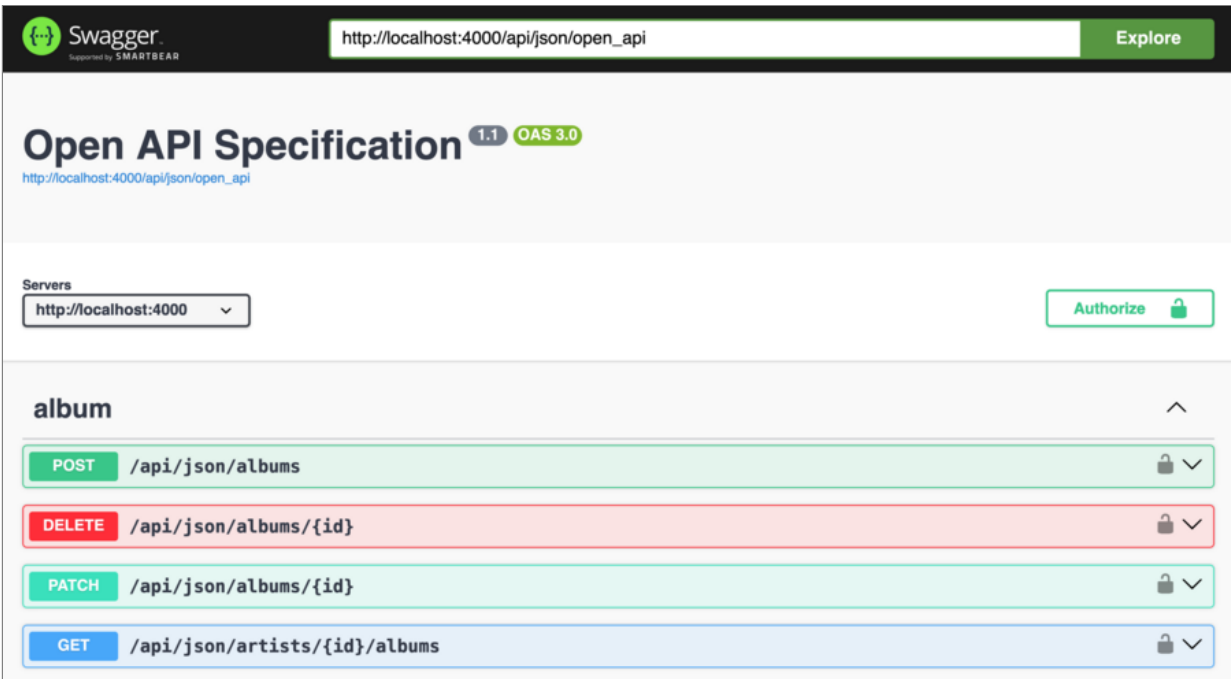 Swagger.
Supported by SMARTBEAR
http://localhost:4000/api/json/open_api
Explore
Open API Specification 1.1 OAS 3.0
http://localhost:4000/api/json/open_api
Servers
http://localhost:4000
Authorize
album
POST /api/json/albums
DELETE /api/json/albums/{id}
PATCH /api/json/albums/{id}
GET /api/json/artists/{id}/albums